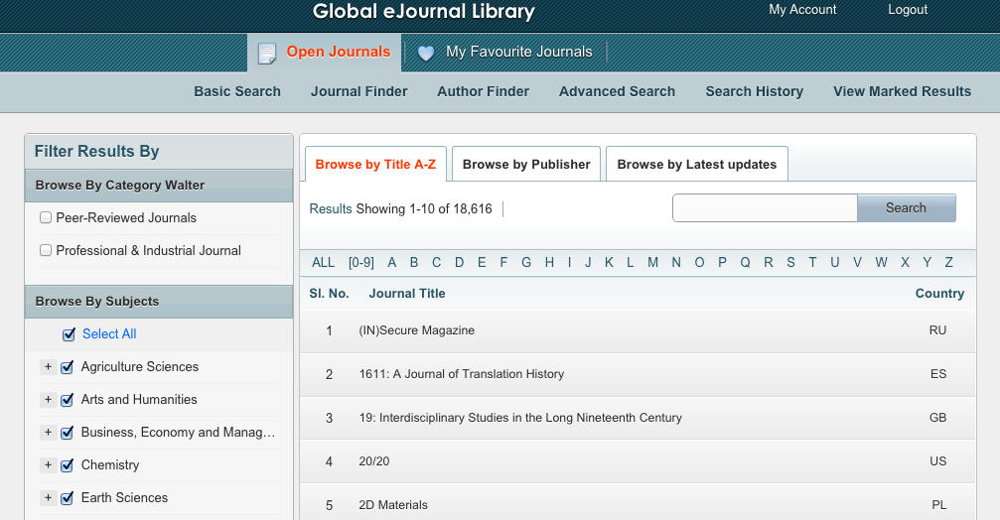 Global eJournal Library
My Account Logout
Open Journals My Favourite Journals
Basic Search Journal Finder Author Finder Advanced Search Search History View Marked Results
Filter Results By
Browse By Category Walter
Peer-Reviewed Journals
Professional & Industrial Journal
Browse By Subjects
Select All
+ Agriculture Sciences
+ Arts and Humanities
+ Business, Economy and Manag...
+ Chemistry
+ Earth Sciences
Browse by Title A-Z Browse by Publisher Browse by Latest updates
Results Showing 1-10 of 18,616 Search
ALL [0-9] A B C D E F G H I J K L M N O P Q R S T U V W X Y Z
Sl. No. Journal Title Country
1 (IN)Secure Magazine RU
2 1611: A Journal of Translation History ES
3 19: Interdisciplinary Studies in the Long Nineteenth Century GB
4 20/20 US
5 2D Materials PL